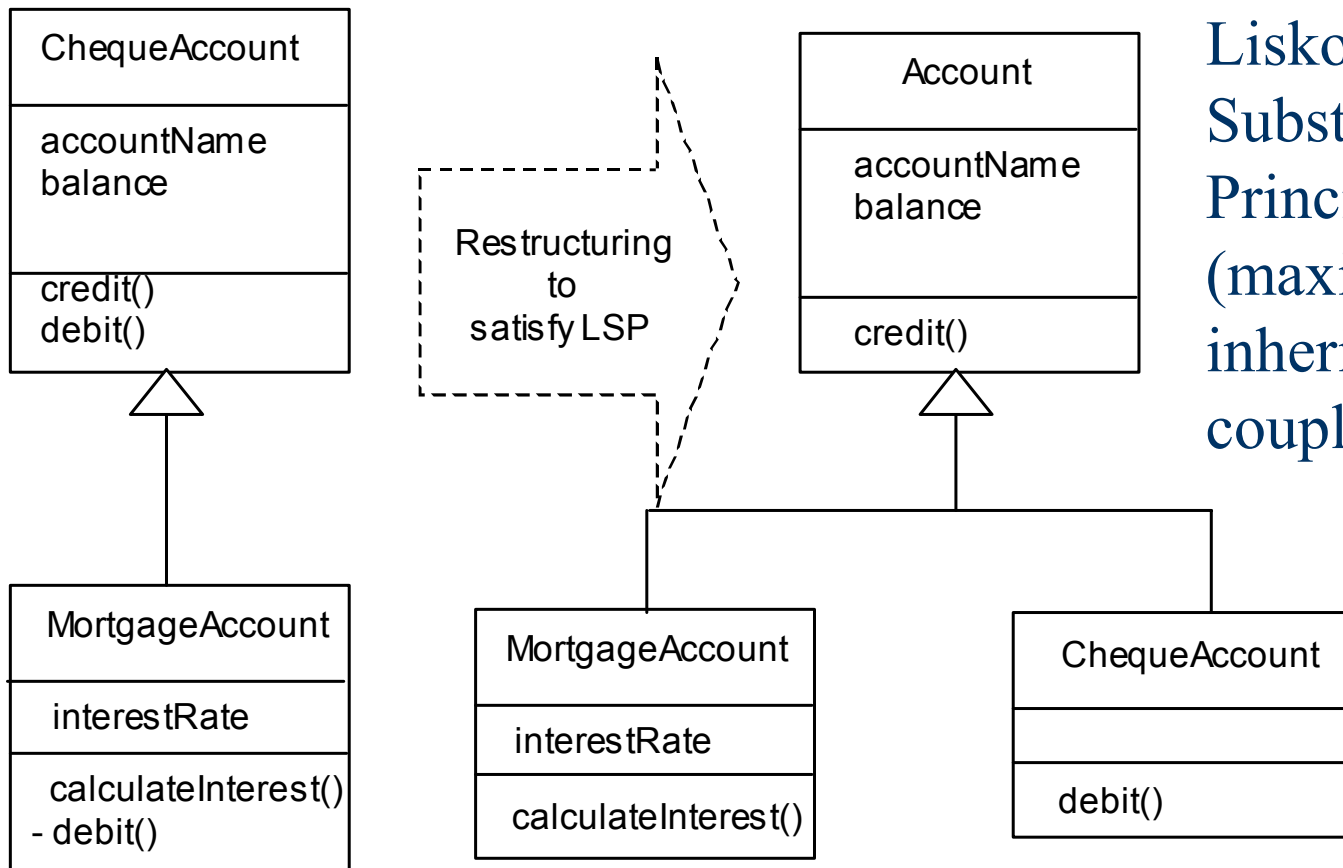 ChequeAccount
accountName
balance
credit()
debit()
MortgageAccount
interestRate
calculateInterest()
- debit()
Restructuring
to
satisfy LSP
Account
accountName
balance
credit()
MortgageAccount
interestRate
calculateInterest()
ChequeAccount
debit()